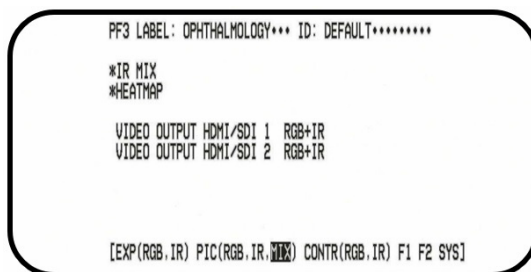 PF3 LABEL: OPHTHALMOLOGY••• ID: DEFAULT•••••••••
*IR MIX
*HEATMAP
VIDEO OUTPUT HDMI/SDI 1 RGB+IR
VIDEO OUTPUT HDMI/SDI 2 RGB+IR
[EXP(RGB,IR) PIC(RGB,IR,MIX) CONTR(RGB,IR) F1 F2 SYS]